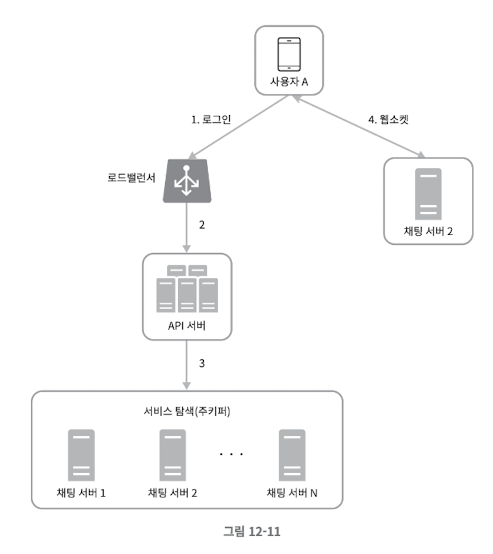 사용자 A
1. 로그인
4. 웹소켓
로드밸런서
2
채팅 서버 2
API 서버
3
서비스 탐색(주키퍼)
. . .
채팅 서버 1
채팅 서버 2
채팅 서버 N
그림 12-11